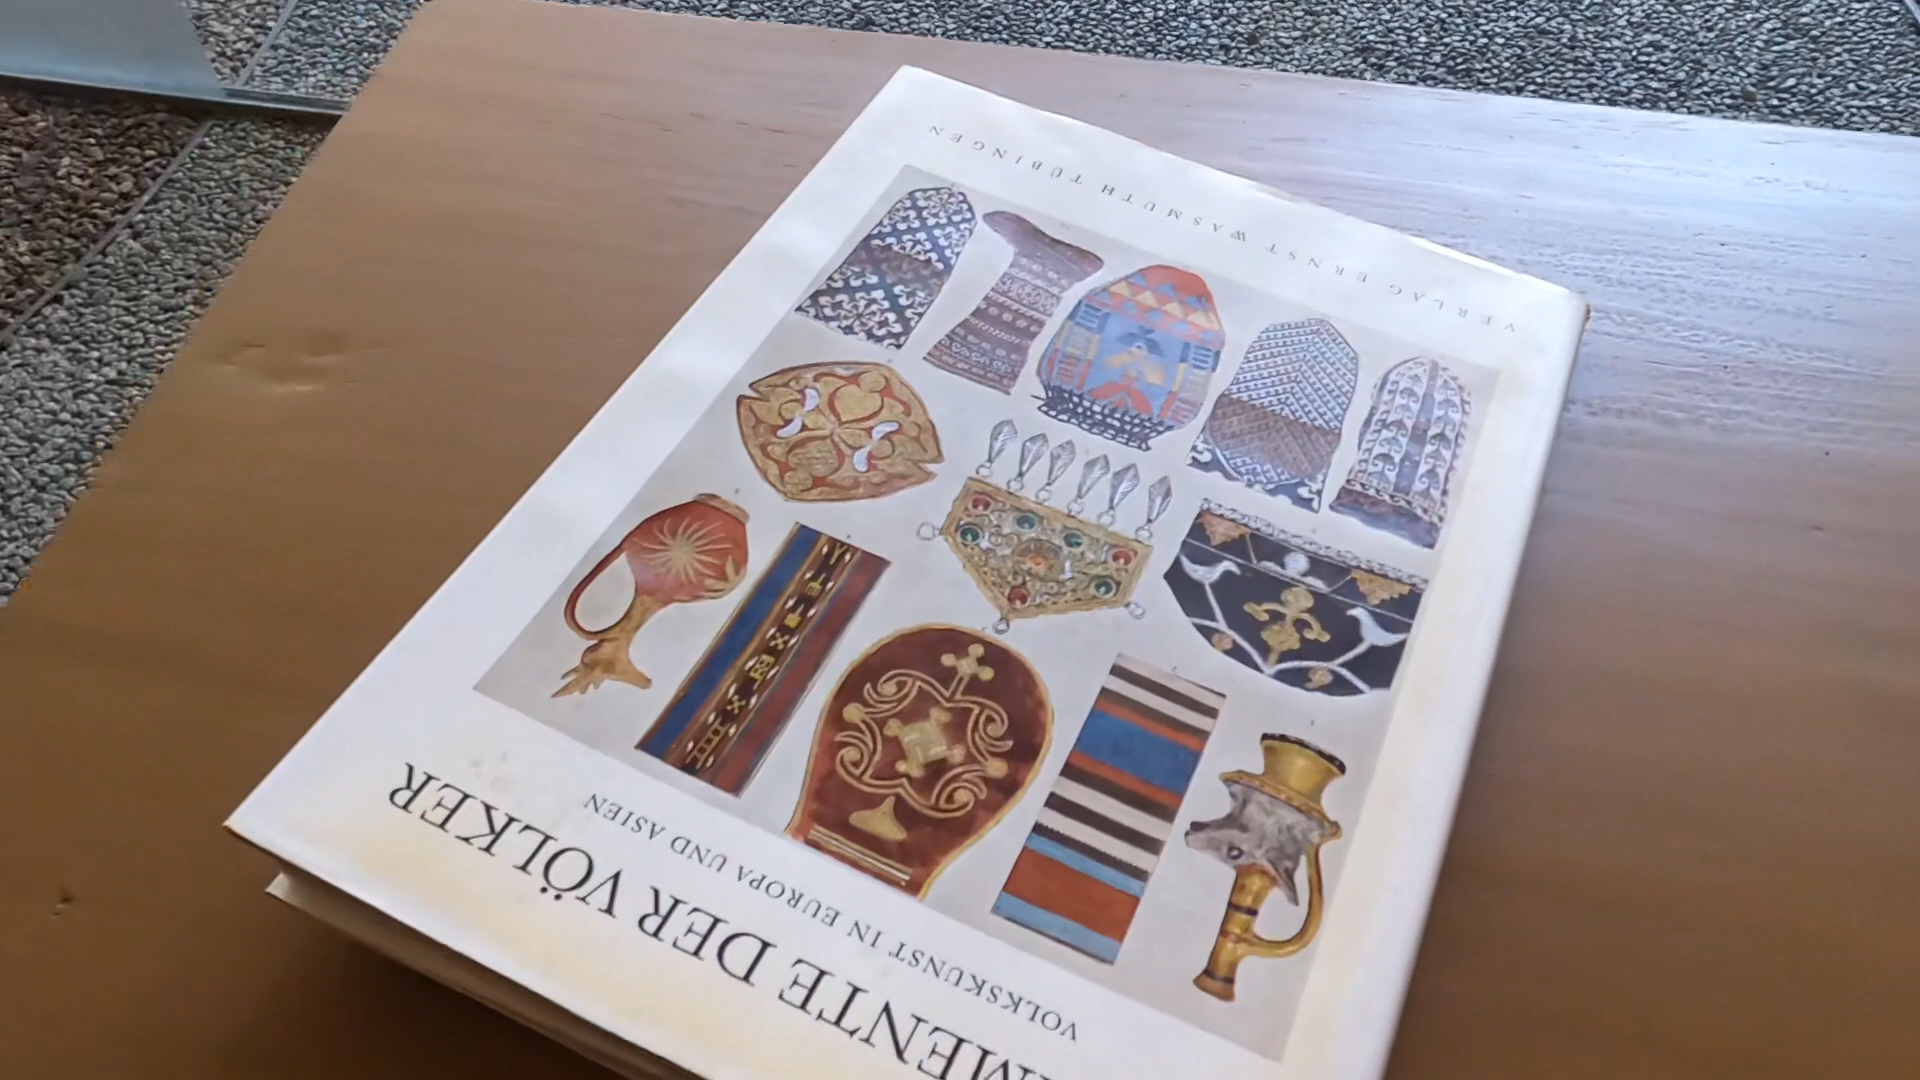 MENTE DER VÖLKER
VOLKSKUNST IN EUROPA UND ASIEN
VERLAG ERNST WASMUTH TÜBINGEN